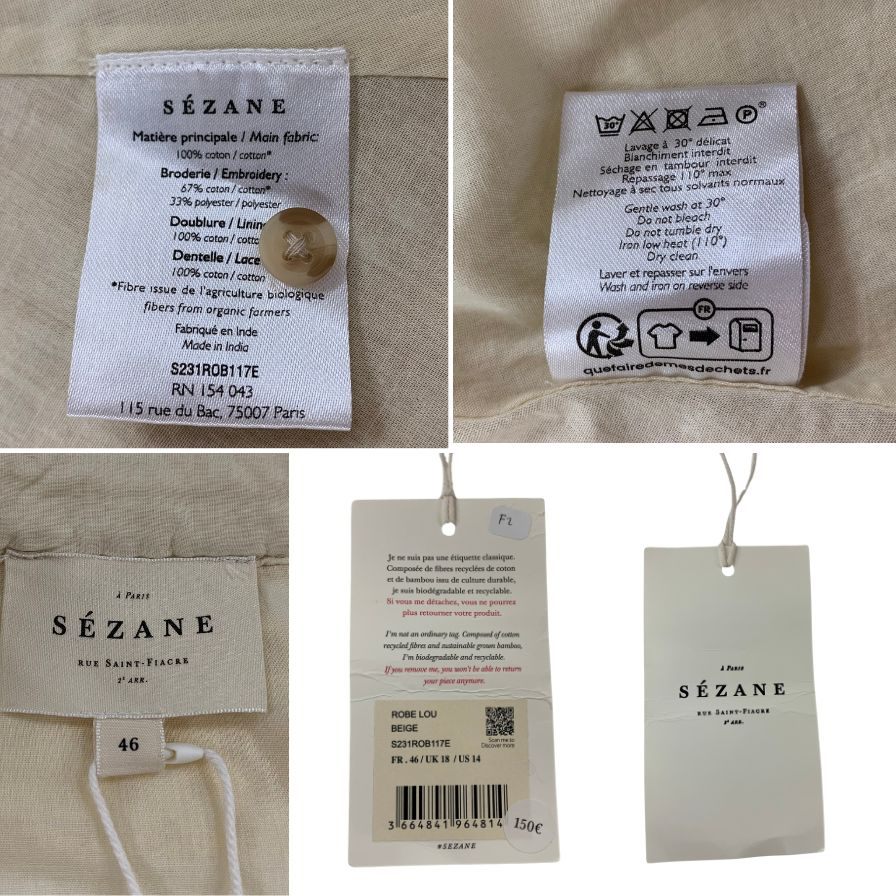 SÉZANE
Matière principale / Main fabric:
100% coton / cotton*
Broderie / Embroidery :
67% coton / cotton*
33% polyester / polyester
Doublure /
100% coton /
Dentelle /
100% coton /
*Fibre issue de l'agriculture biologique
fibers from organic farmers
Fabriqué en Inde
Made in India
S231ROB117E
RN 154 043
115 rue du Bac, 75007 Paris
30°
P
®
Lavage à 30° délicat
Blanchiment interdit
Séchage en tambour interdit
Repassage 110° max
Nettoyage à sec tous solvants normaux
Gentle wash at 30°
Do not bleach
Do not tumble dry
Iron low heat (110°)
Dry clean
Laver et repasser sur l'envers
Wash and iron on reverse side
FR
quefairedemesdechets.fr
à Paris
SÉZANE
rue Saint-Fiacre
2e arr.
46
F2
Je ne suis pas une étiquette classique.
Composée de fibres recyclées de coton
et de bambou issu de culture durable,
je suis biodégradable et recyclable.
Si vous me détachez, vous ne pourrez
plus retourner votre produit.
I'm not an ordinary tag. Composed of cotton
recycled fibres and sustainable grown bamboo,
I'm biodegradable and recyclable.
If you remove me, you won't be able to return
your piece anymore.
ROBE LOU
BEIGE
S231ROB117E
Scan me to
Discover more
FR . 46 / UK 18 / US 14
3 664841 964814
150€
#SEZANE
à Paris
SÉZANE
rue Saint-Fiacre
2e arr.